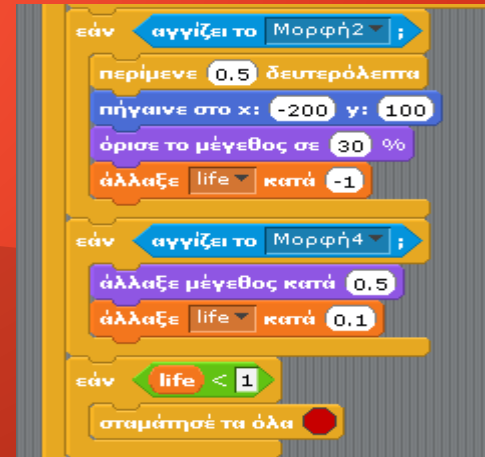 εάν αγγίζει το Μορφή2 ;
περίμενε 0.5 δευτερόλεπτα
πήγαινε στο x: -200 y: 100
όρισε το μέγεθος σε 30 %
άλλαξε life κατά -1
εάν αγγίζει το Μορφή4 ;
άλλαξε μέγεθος κατά 0.5
άλλαξε life κατά 0.1
εάν life < 1
σταμάτησέ τα όλα